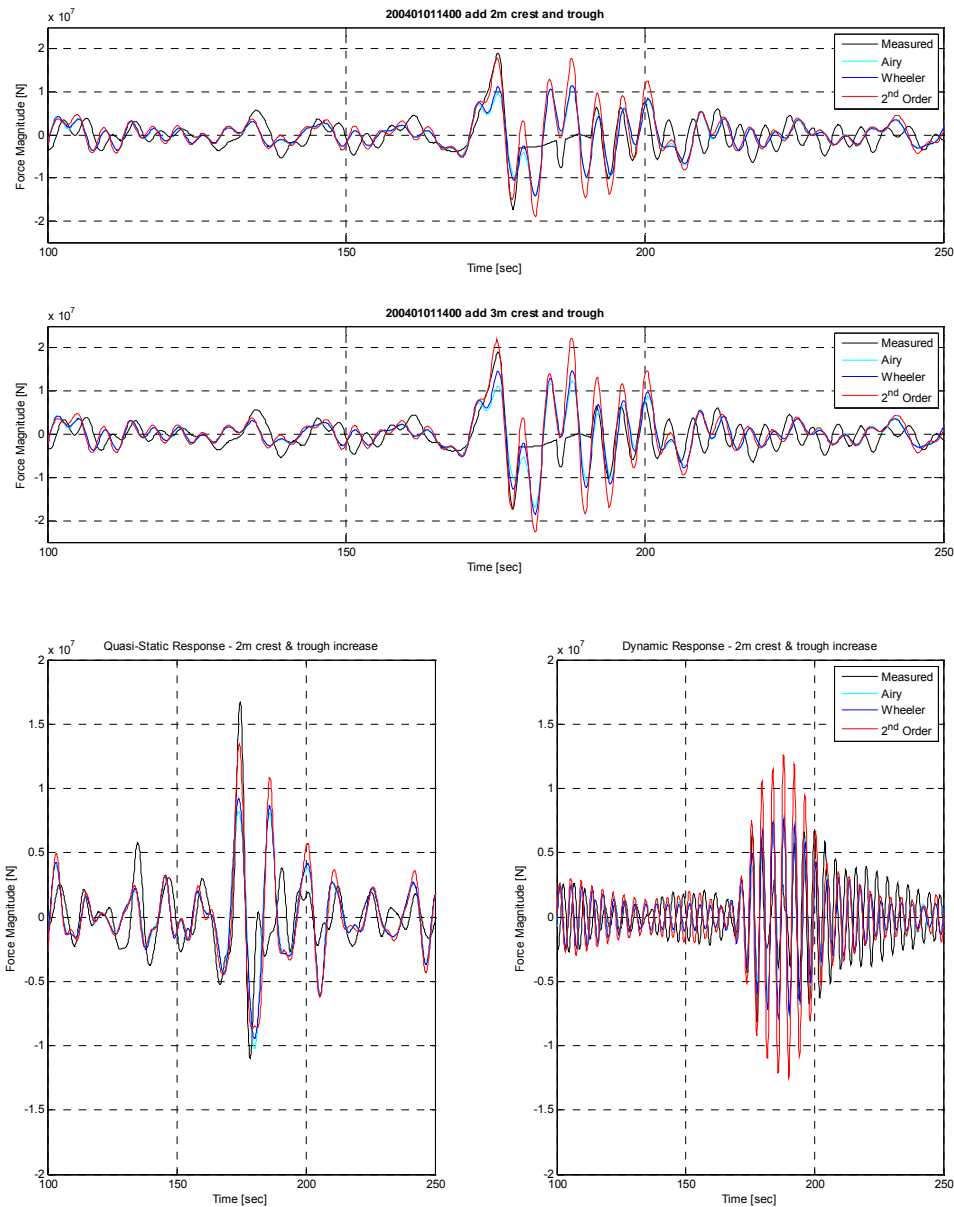 200401011400 add 2m crest and trough
x 10^7
2
1
0
-1
-2
Force Magnitude [N]
100
150
200
250
Time [sec]
Measured
Airy
Wheeler
2nd Order
200401011400 add 3m crest and trough
x 10^7
2
1
0
-1
-2
Force Magnitude [N]
100
150
200
250
Time [sec]
Measured
Airy
Wheeler
2nd Order
Quasi-Static Response - 2m crest & trough increase
x 10^7
2
1.5
1
0.5
0
-0.5
-1
-1.5
-2
Force Magnitude [N]
100
150
200
250
Time [sec]
Dynamic Response - 2m crest & trough increase
x 10^7
2
1.5
1
0.5
0
-0.5
-1
-1.5
-2
Force Magnitude [N]
100
150
200
250
Time [sec]
Measured
Airy
Wheeler
2nd Order